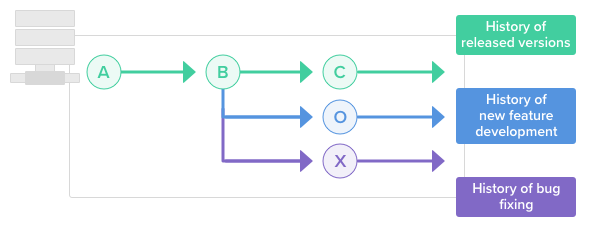 History of
released versions
A
B
C
O
History of
new feature
development
X
History of bug
fixing